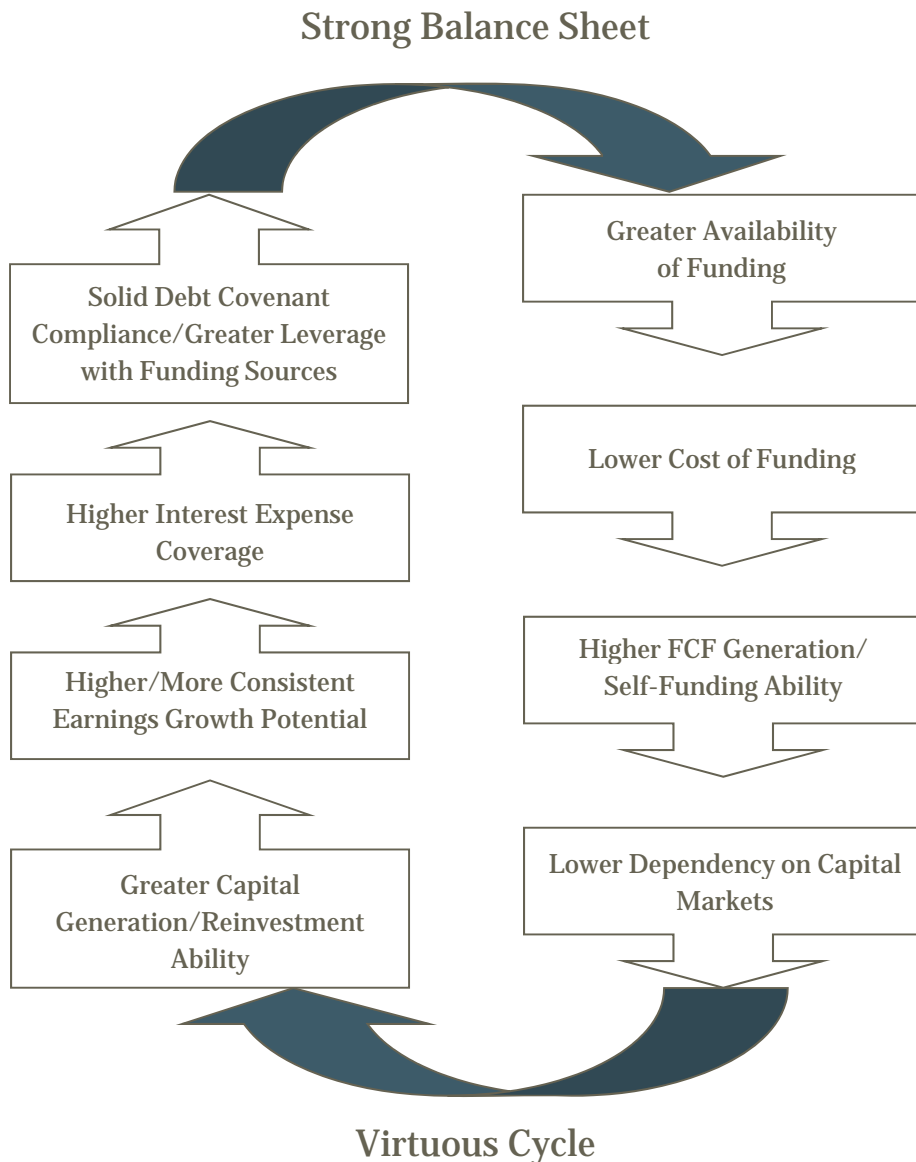 Strong Balance Sheet
Greater Availability
of Funding
Lower Cost of Funding
Higher FCF Generation/
Self-Funding Ability
Lower Dependency on Capital
Markets
Greater Capital
Generation/Reinvestment
Ability
Higher/More Consistent
Earnings Growth Potential
Higher Interest Expense
Coverage
Solid Debt Covenant
Compliance/Greater Leverage
with Funding Sources
Virtuous Cycle